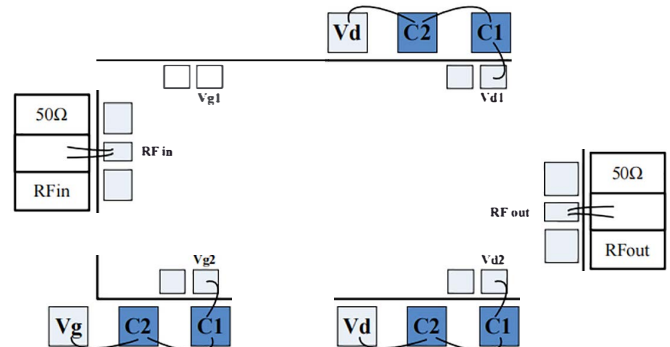 Vd C2 C1
Vg1 Vd1
50Ω
RF in
RFin
50Ω
RF out
RFout
Vg2 Vd2
Vg C2 C1 Vd C2 C1